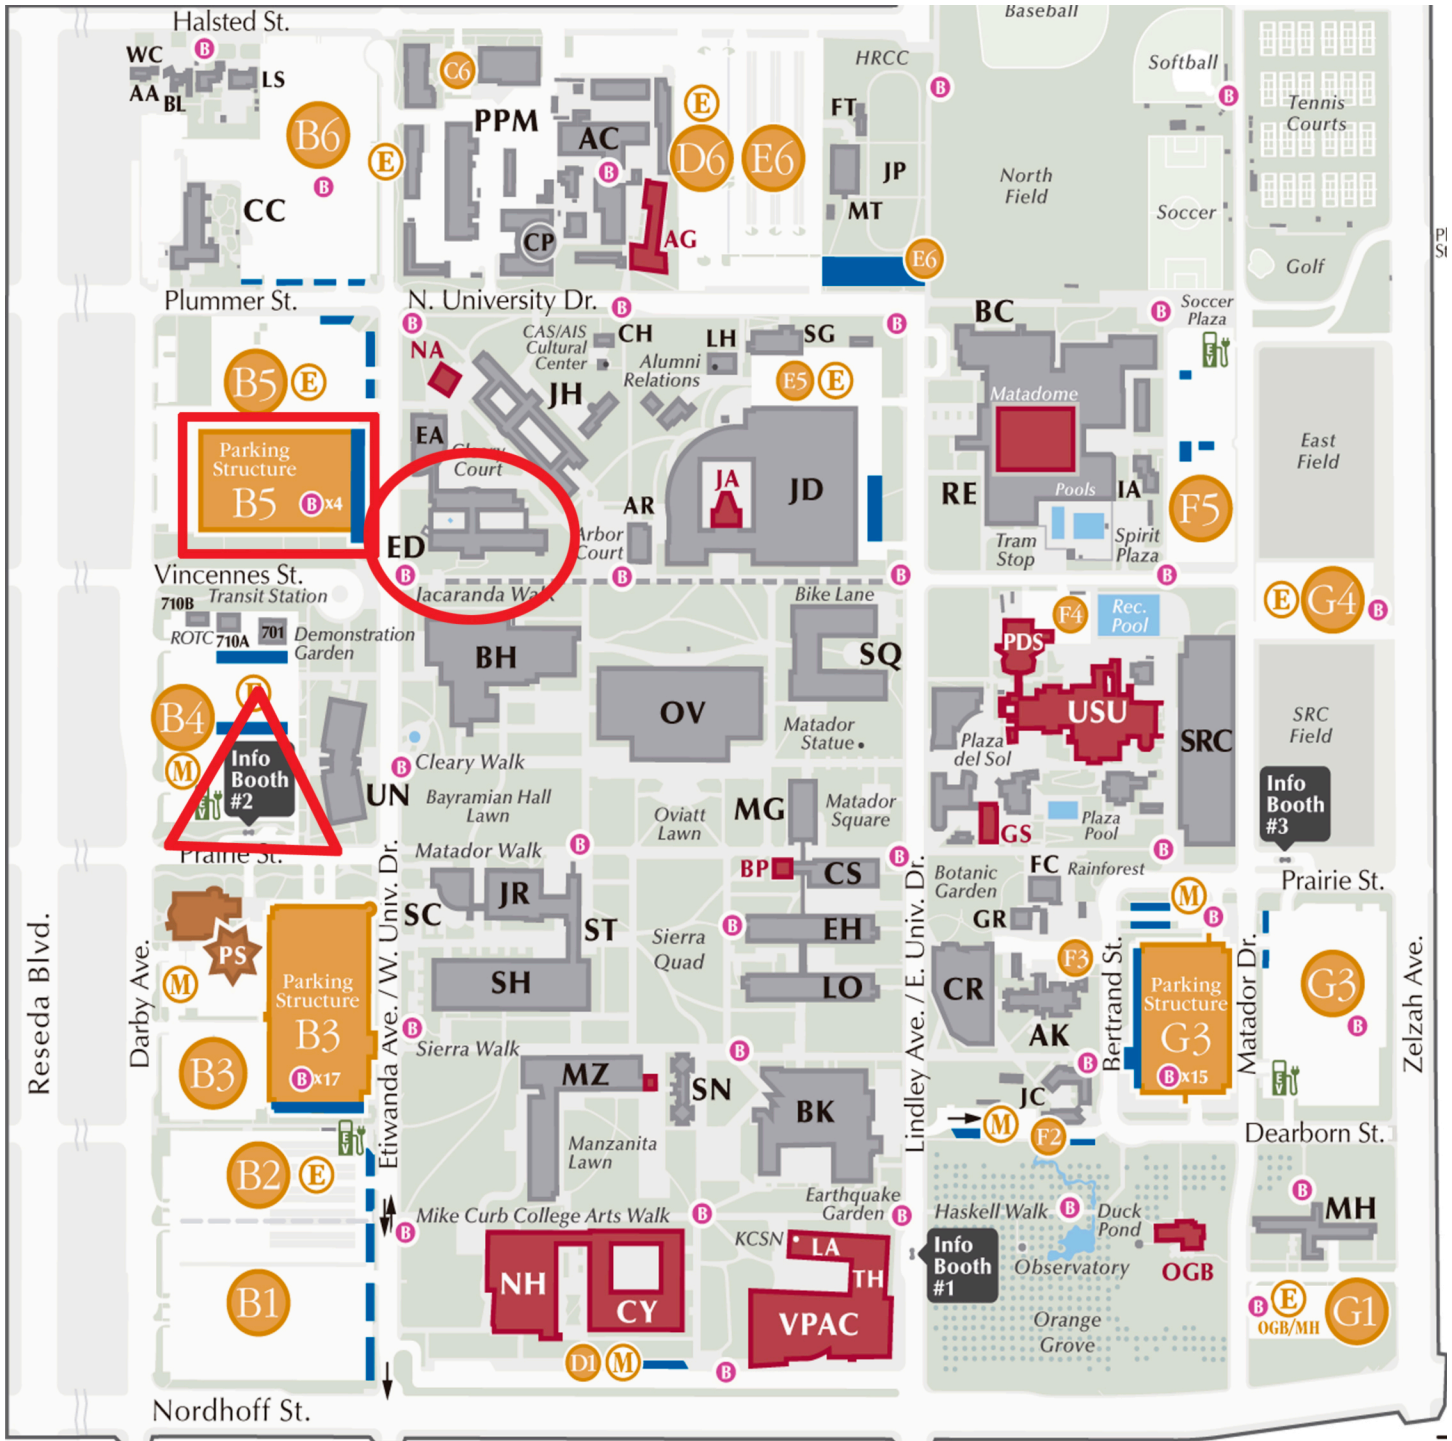 Halsted St.
WC
B
LS
AA
BL
B6
B
CC
E
C6
PPM
AC
B
CP
AG
E
D6
E6
HRCC
FT
JP
MT
E6
B
Baseball
North
Field
Softball
B
Soccer
Tennis
Courts
Golf
Plummer St.
N. University Dr.
B
B
NA
CAS/AIS
Cultural
Center
CH
Alumni
Relations
LH
SG
B
E5
E
BC
B
Soccer
Plaza
EV
B5
E
Parking
Structure
B5
B x4
EA
Cleary
Court
JH
ED
B
AR
Arbor
Court
B
JA
JD
B
Matadome
RE
Pools
IA
Tram
Stop
Spirit
Plaza
B
F5
East
Field
Vincennes St.
Transit Station
710B
ROTC
710A
701
Demonstration
Garden
Jacaranda Walk
Bike Lane
BH
SQ
OV
Matador
Statue
F4
Rec.
Pool
PDS
USU
Plaza
del Sol
SRC
E
G4
B
SRC
Field
B4
E
M
EV
Info
Booth
#2
UN
B
Cleary Walk
Bayramian Hall
Lawn
Oviatt
Lawn
MG
Matador
Square
GS
Plaza
Pool
Info
Booth
#3
Prairie St.
Matador Walk
B
BP
CS
B
B
Botanic
Garden
FC
Rainforest
GR
Prairie St.
SC
JR
ST
B
EH
SH
Sierra
Quad
LO
CR
F3
AK
M
B
Parking
Structure
G3
B x15
G3
B
EV
PS
M
Parking
Structure
B3
B x17
B3
Reseda Blvd.
Darby Ave.
Etiwanda Ave. / W. Univ. Dr.
Lindley Ave. / E. Univ. Dr.
Bertrand St.
Matador Dr.
Zelzah Ave.
B
Sierra Walk
MZ
SN
B
BK
B
JC
M
F2
Dearborn St.
EV
B2
E
Manzanita
Lawn
Earthquake
Garden
B
Haskell Walk
B
Duck
Pond
B
MH
B
Mike Curb College Arts Walk
B
KCSN
LA
TH
NH
CY
VPAC
Info
Booth
#1
Observatory
OGB
Orange
Grove
B
E
OGB/MH
G1
B1
D1
M
B
Nordhoff St.